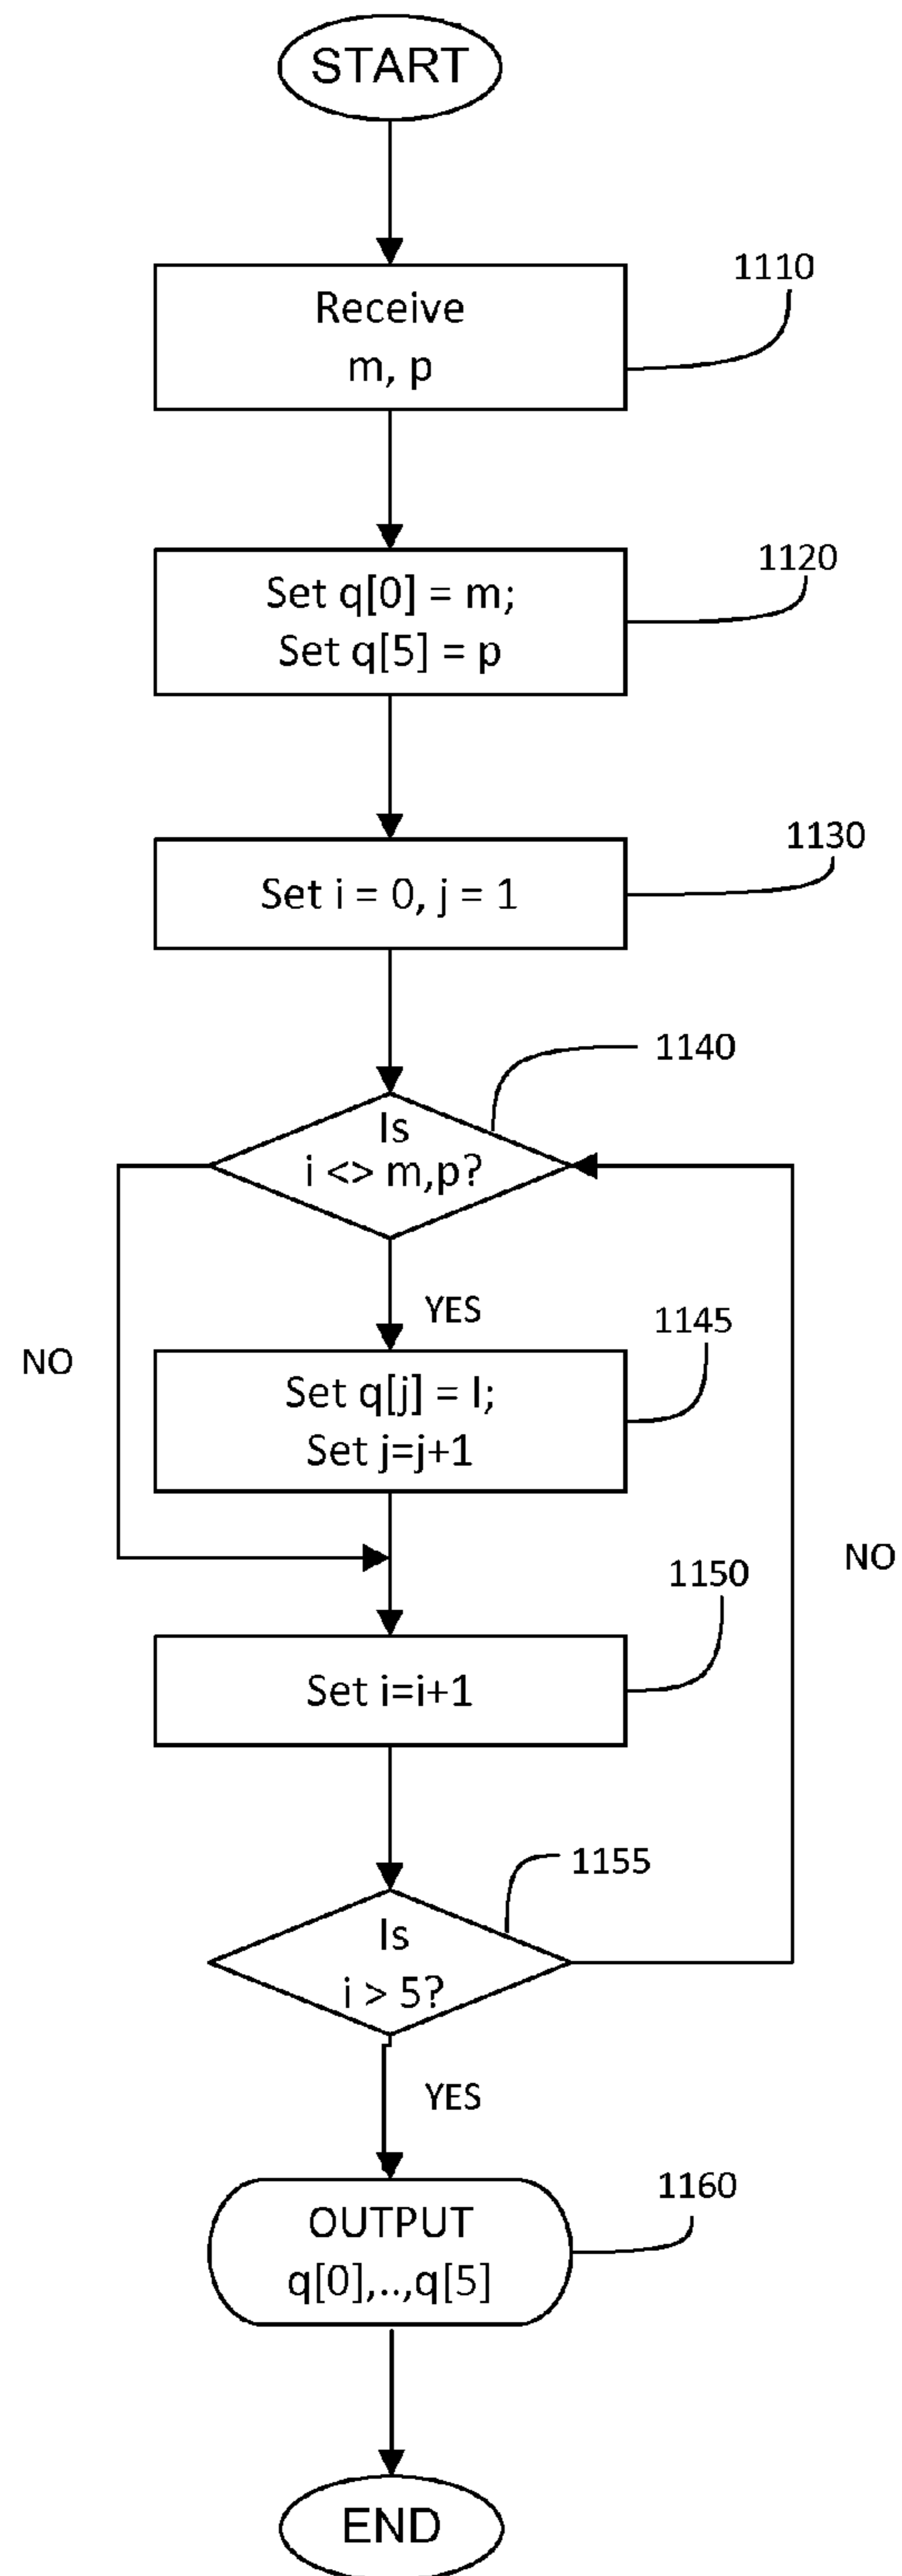 START
1110
Receive
m, p
1120
Set q[0] = m;
Set q[5] = p
1130
Set i = 0, j = 1
1140
Is
i <> m,p?
YES
1145
NO
Set q[j] = I;
Set j=j+1
NO
1150
Set i=i+1
1155
Is
i > 5?
YES
1160
OUTPUT
q[0],..,q[5]
END